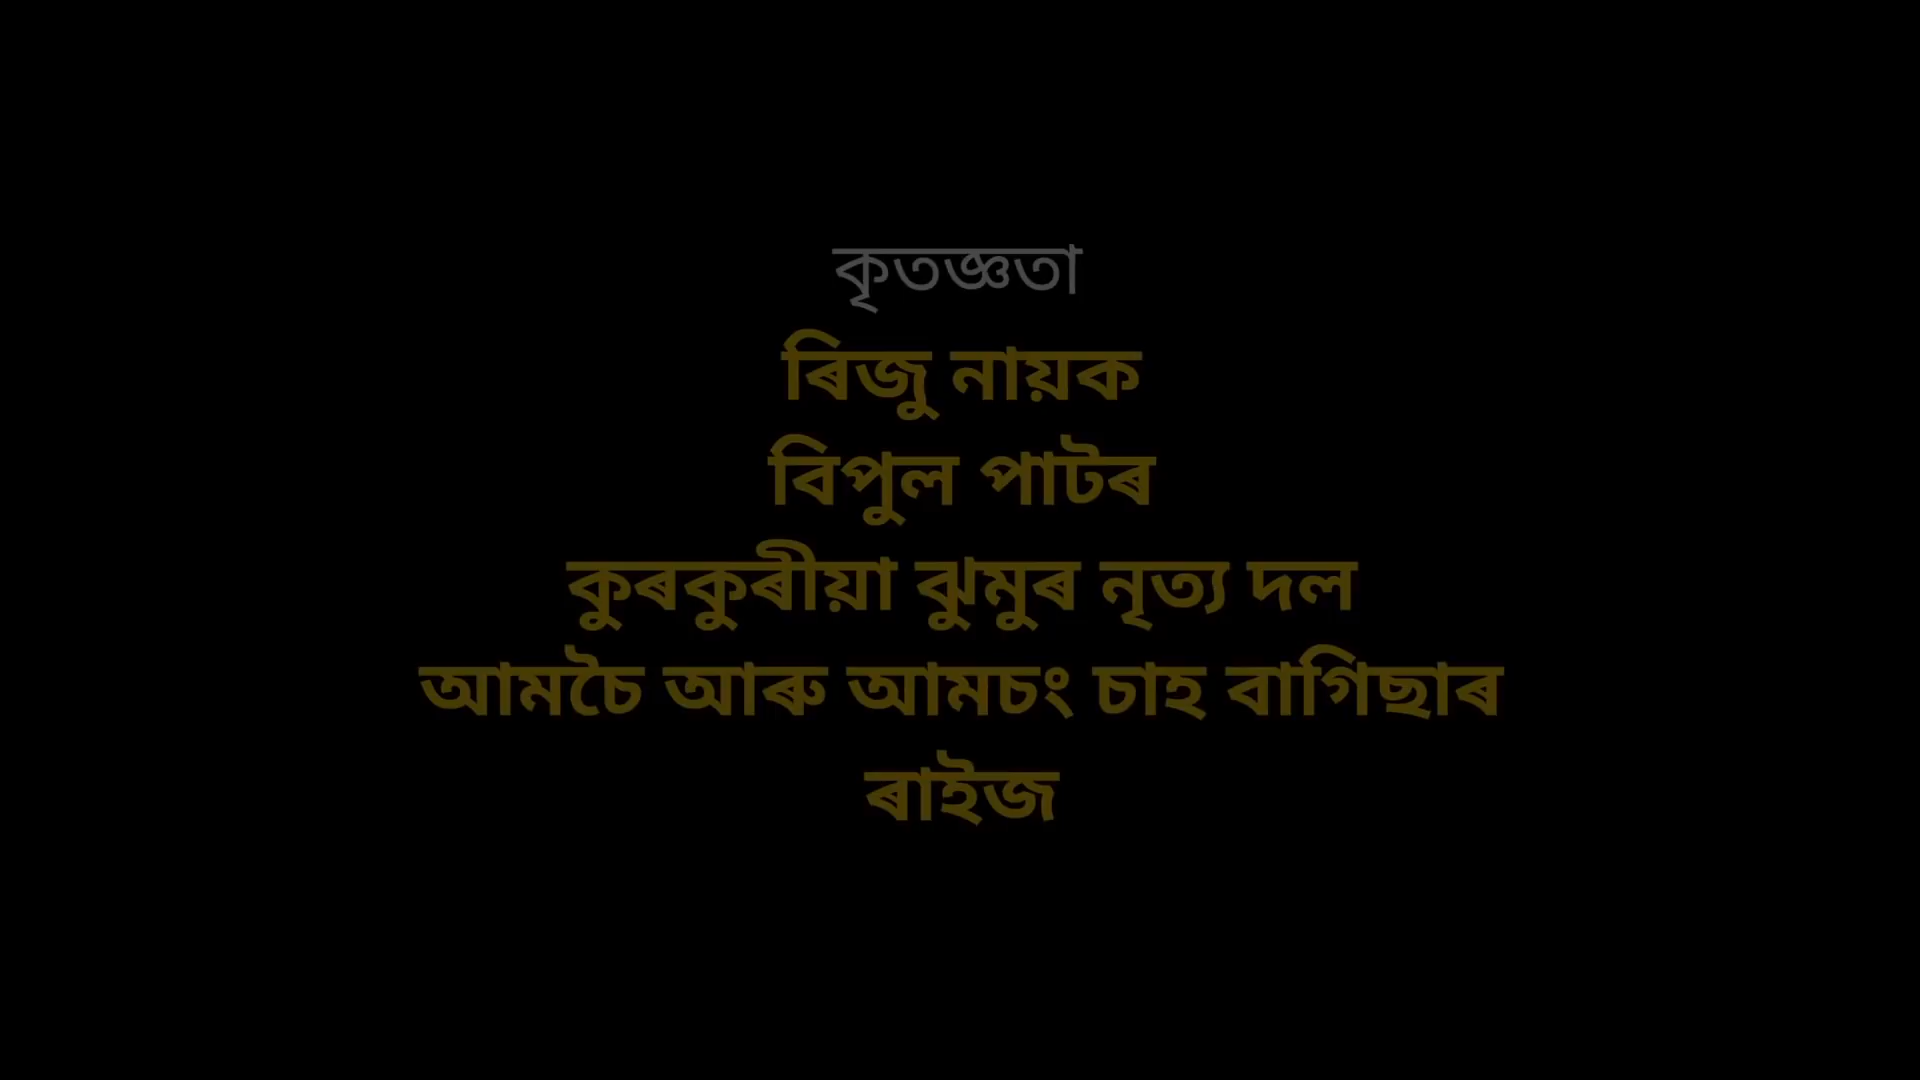 কৃতজ্ঞতা
ৰিজু নায়ক
বিপুল পাটৰ
কুৰকুৰীয়া ঝুমুৰ নৃত্য দল
আমচৈ আৰু আমচং চাহ বাগিছাৰ
ৰাইজ